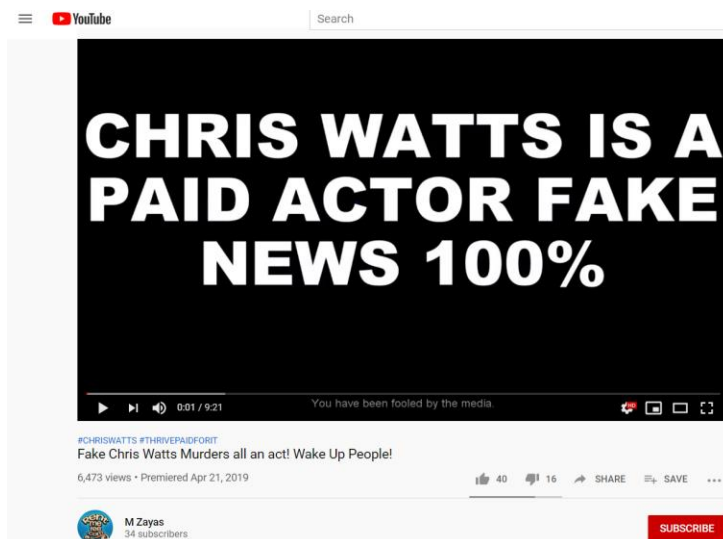 YouTube
Search
CHRIS WATTS IS A
PAID ACTOR FAKE
NEWS 100%
0:01 / 9:21
You have been fooled by the media.
HD
#CHRISWATTS #THRIVEPAIDFORIT
Fake Chris Watts Murders all an act! Wake Up People!
6,473 views • Premiered Apr 21, 2019
40
16
SHARE
SAVE
M Zayas
34 subscribers
SUBSCRIBE